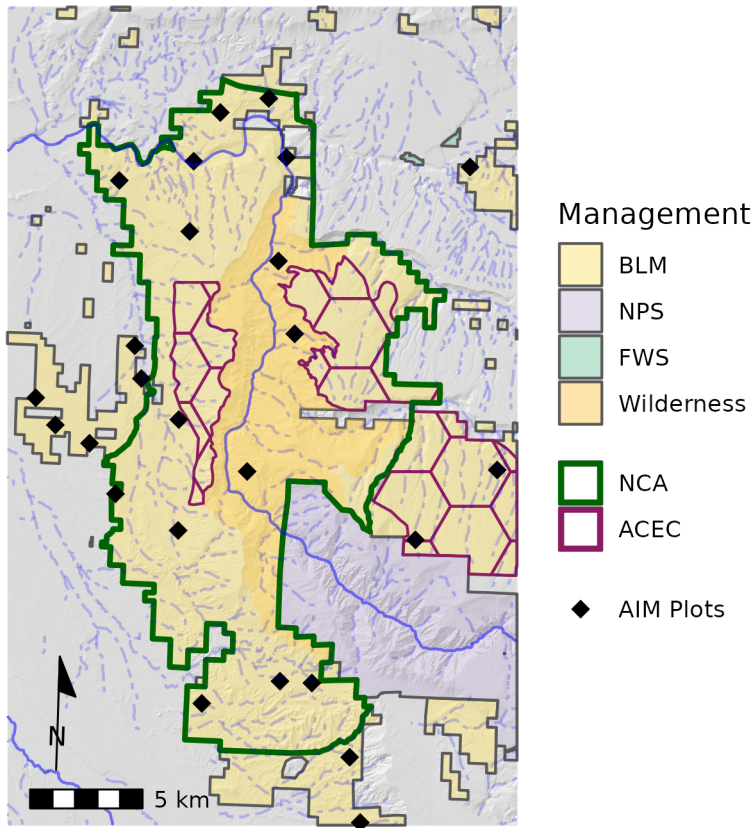 Management
BLM
NPS
FWS
Wilderness
NCA
ACEC
AIM Plots
N
5 km